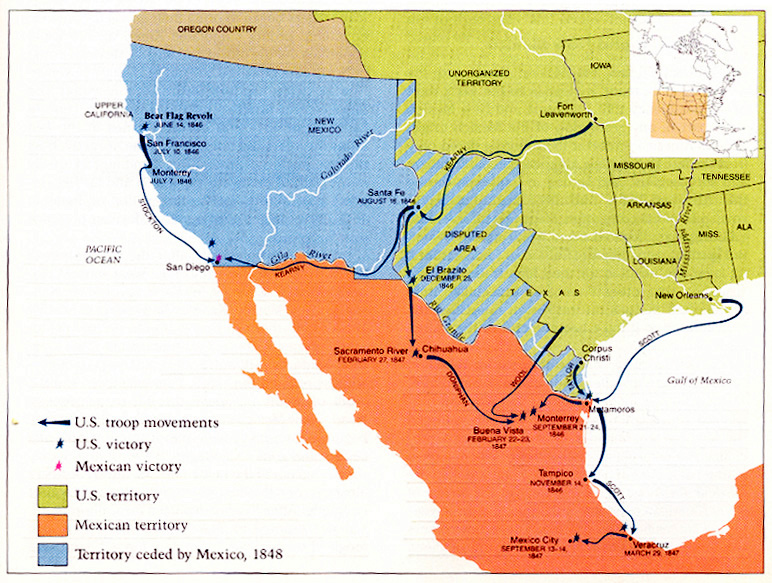 OREGON COUNTRY
UNORGANIZED
TERRITORY
IOWA
UPPER
CALIFORNIA
Bear Flag Revolt
JUNE 14, 1846
NEW
MEXICO
Fort
Leavenworth
San Francisco
JULY 10, 1846
Monterey
JULY 7, 1846
Colorado River
KEARNY
MISSOURI
TENNESSEE
Santa Fe
AUGUST 16, 1846
ARKANSAS
Mississippi River
MISS.
ALA
STOCKTON
PACIFIC
OCEAN
DISPUTED
AREA
LOUISIANA
San Diego
Gila River
KEARNY
El Brazito
DECEMBER 25,
1846
TEXAS
New Orleans
Rio Grande
Sacramento River
FEBRUARY 27, 1847
Chihuahua
Corpus
Christi
SCOTT
DONIPHAN
WOOL
TAYLOR
Gulf of Mexico
Matamoros
Buena Vista
FEBRUARY 22–23,
1847
Monterrey
SEPTEMBER 21-24,
1846
U.S. troop movements
U.S. victory
Mexican victory
U.S. territory
Mexican territory
Territory ceded by Mexico, 1848
Tampico
NOVEMBER 14,
1846
SCOTT
Mexico City
SEPTEMBER 13–14,
1847
Veracruz
MARCH 29, 1847